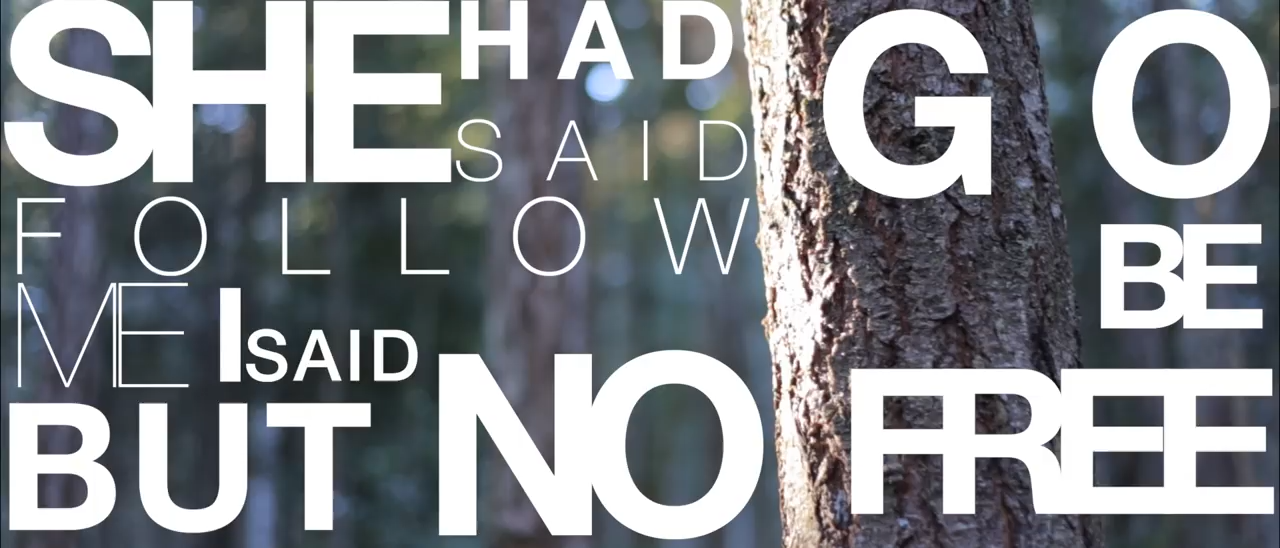 SHE HAD
SAID
FOLLOW
ME I SAID
BUT NO
GO
BE
FREE